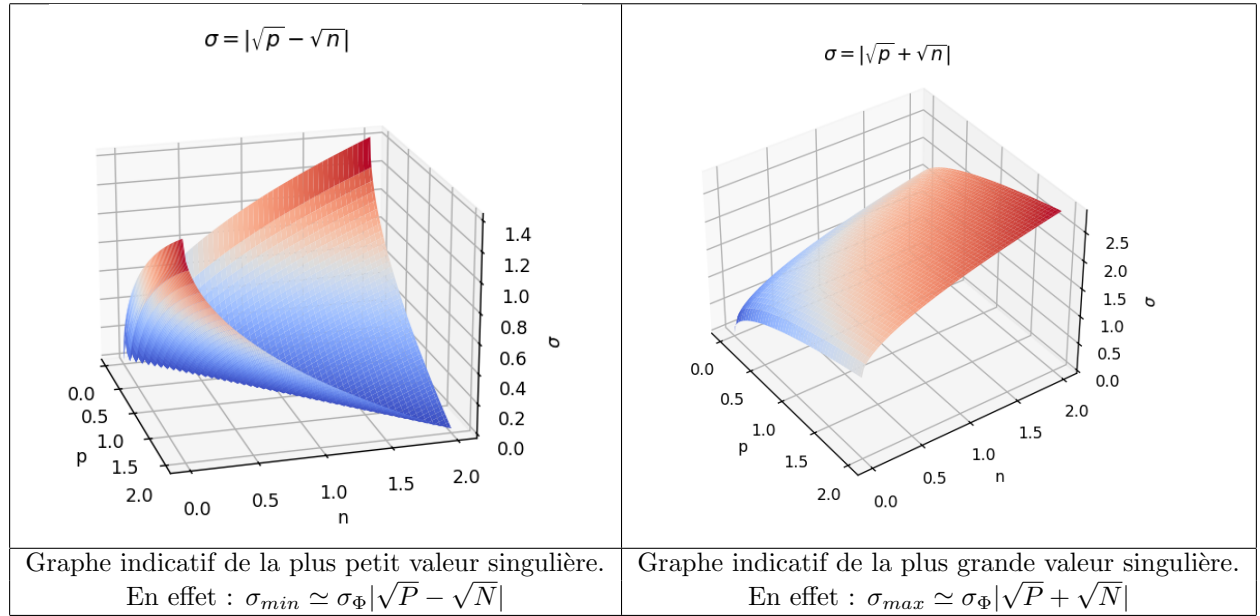 σ = |√p − √n|
1.4
1.2
1.0
0.8
0.6
0.4
0.2
0.0
σ
0.0
0.5
1.0
1.5
2.0
p
0.0
0.5
1.0
1.5
2.0
n
Graphe indicatif de la plus petit valeur singulière.
En effet : σ_min ≃ σ_Φ|√P − √N|
σ = |√p + √n|
2.5
2.0
1.5
1.0
0.5
0.0
σ
0.0
0.5
1.0
1.5
2.0
p
0.0
0.5
1.0
1.5
2.0
n
Graphe indicatif de la plus grande valeur singulière.
En effet : σ_max ≃ σ_Φ|√P + √N|